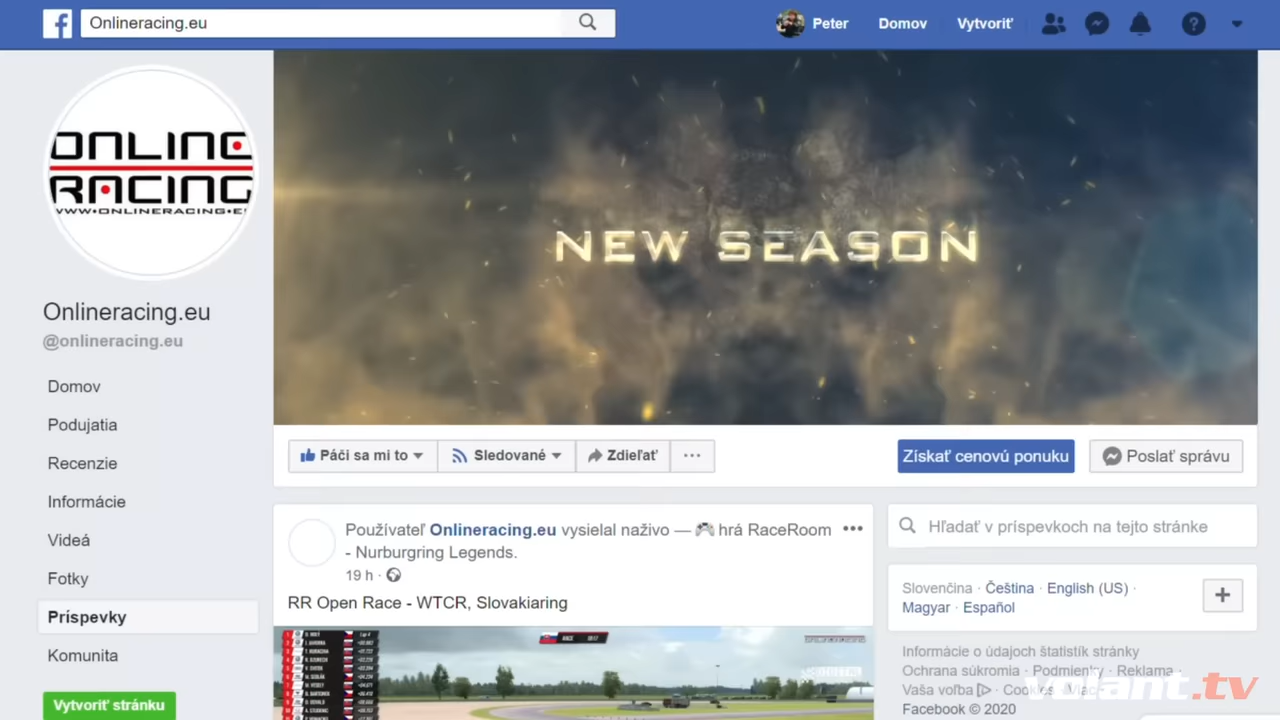 Onlineracing.eu
Peter
Domov
Vytvoriť
ONLINE
RACING
Onlineracing.eu
@onlineracing.eu
Domov
Podujatia
Recenzie
Informácie
Videá
Fotky
Príspevky
Komunita
Vytvoriť stránku
NEW SEASON
Páči sa mi to
Sledované
Zdieľať
Získať cenovú ponuku
Poslať správu
Používateľ Onlineracing.eu vysielal naživo — 🎮 hrá RaceRoom
- Nurburgring Legends.
19 h ·
RR Open Race - WTCR, Slovakiaring
RACE
Hľadať v príspevkoch na tejto stránke
Slovenčina · Čeština · English (US) ·
Magyar · Español
Informácie o údajoch štatistík stránky
Ochrana súkromia · Podmienky · Reklama ·
Vaša voľba · Cookies · Viac
Facebook © 2020
volant.tv